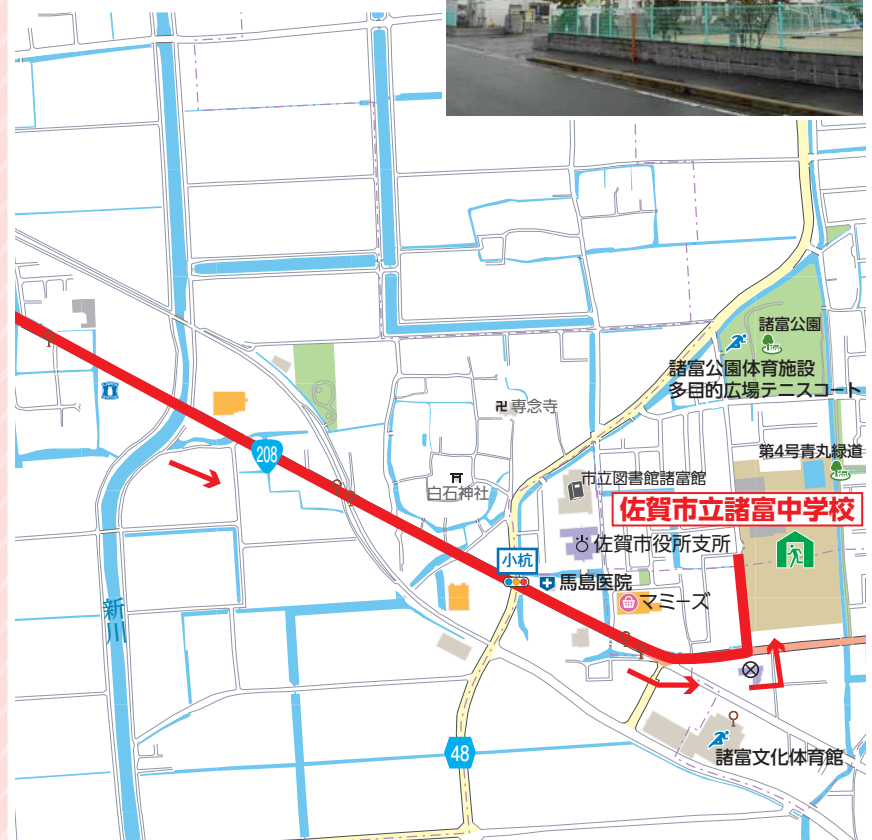 諸富公園
諸富公園体育施設
多目的広場テニスコート
専念寺
208
第4号青丸緑道
市立図書館諸富館
白石神社
佐賀市立諸富中学校
佐賀市役所支所
小杭
馬島医院
マミーズ
新川
48
諸富文化体育館